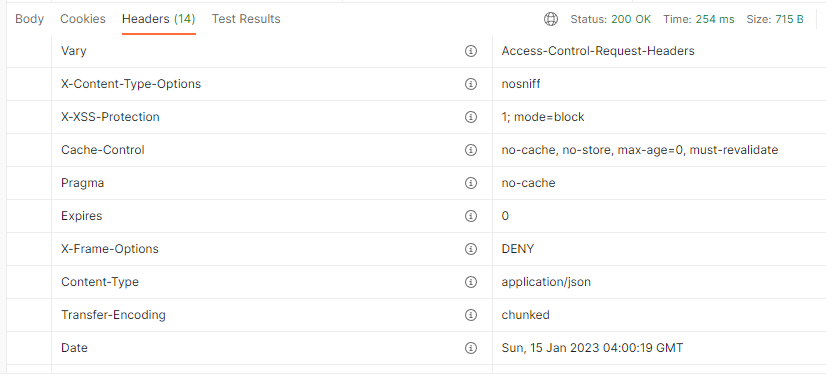 Body Cookies Headers (14) Test Results Status: 200 OK Time: 254 ms Size: 715 B
Vary Access-Control-Request-Headers
X-Content-Type-Options nosniff
X-XSS-Protection 1; mode=block
Cache-Control no-cache, no-store, max-age=0, must-revalidate
Pragma no-cache
Expires 0
X-Frame-Options DENY
Content-Type application/json
Transfer-Encoding chunked
Date Sun, 15 Jan 2023 04:00:19 GMT